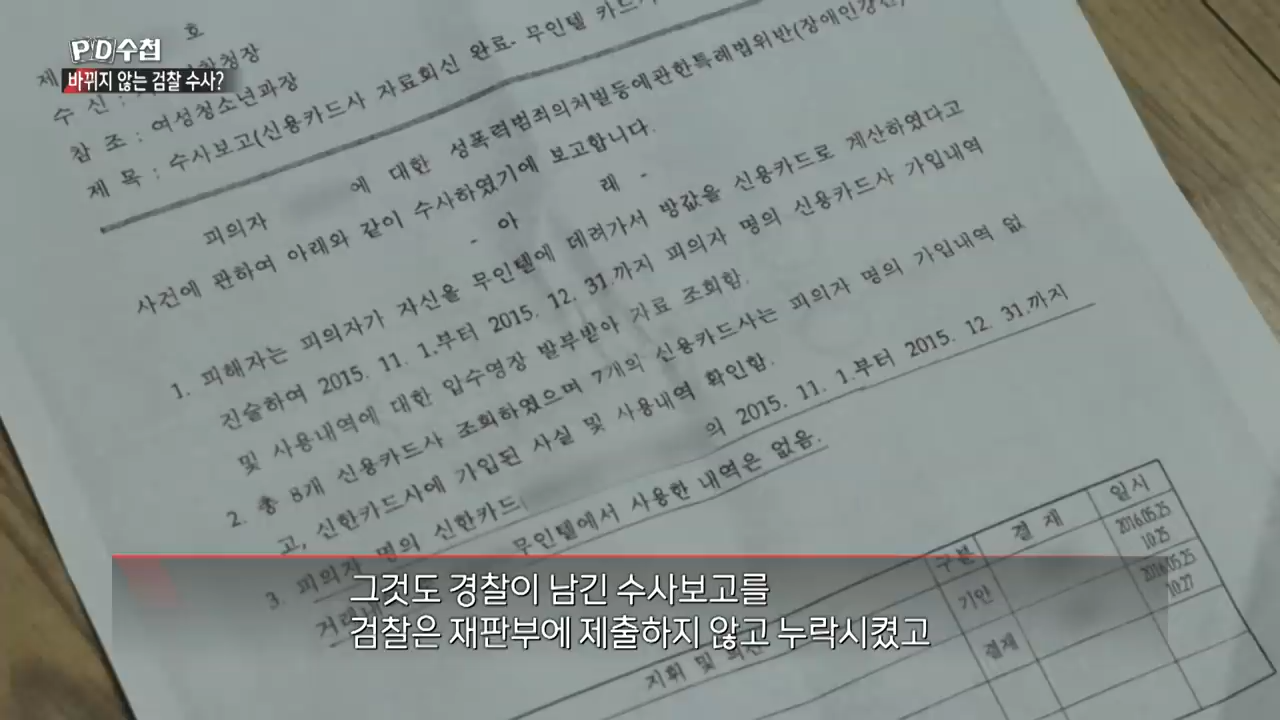 PD수첩
바뀌지 않는 검찰 수사?
호
제
수 신 :
참 조 : 여성청소년과장
제 목 : 수사보고(신용카드사 자료회신 완료- 무인텔 카드
피의자 에 대한 성폭력범죄의처벌등에관한특례법위반(장애인강간)
사건에 관하여 아래와 같이 수사하였기에 보고합니다.
- 아 래 -
1. 피해자는 피의자가 자신을 무인텔에 데려가서 방값을 신용카드로 계산하였다고
진술하여 2015. 11. 1.부터 2015. 12. 31.까지 피의자 명의 신용카드사 가입내역
및 사용내역에 대한 압수영장 발부받아 자료 조회함.
2. 총 8개 신용카드사 조회하였으며 7개의 신용카드사는 피의자 명의 가입내역 없
고, 신한카드사에 가입된 사실 및 사용내역 확인함.
3. 피의자 명의 신한카드 의 2015. 11. 1.부터 2015. 12. 31.까지
무인텔에서 사용한 내역은 없음.
구분 결 재 일시
기안 2016.05.25 10:25
결재 2016.05.25 10:27
지휘 및
그것도 경찰이 남긴 수사보고를
검찰은 재판부에 제출하지 않고 누락시켰고